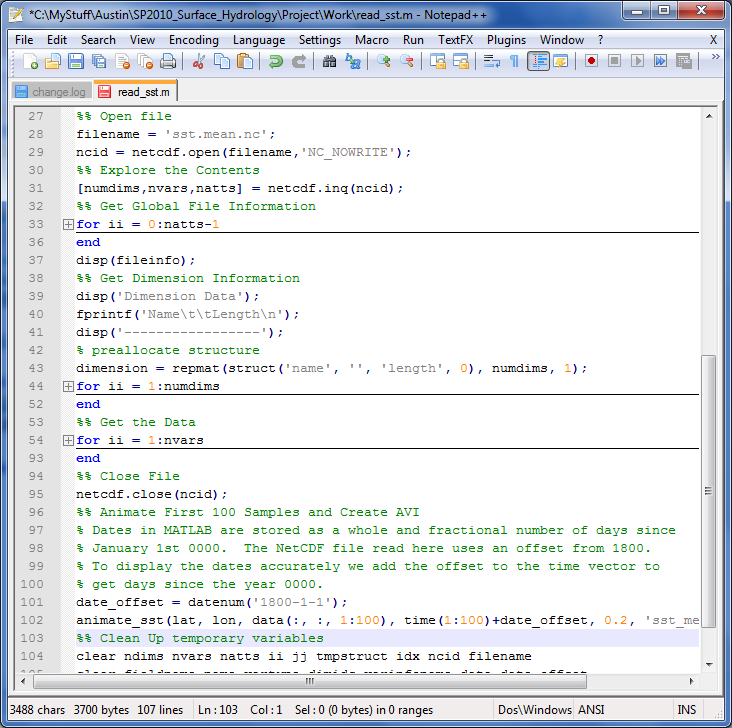 *C:\MyStuff\Austin\SP2010_Surface_Hydrology\Project\Work\read_sst.m - Notepad++
File Edit Search View Encoding Language Settings Macro Run TextFX Plugins Window ? X
change.log read_sst.m
27 %% Open file
28 filename = 'sst.mean.nc';
29 ncid = netcdf.open(filename,'NC_NOWRITE');
30 %% Explore the Contents
31 [numdims,nvars,natts] = netcdf.inq(ncid);
32 %% Get Global File Information
33 for ii = 0:natts-1
36 end
37 disp(fileinfo);
38 %% Get Dimension Information
39 disp('Dimension Data');
40 fprintf('Name\t\tLength\n');
41 disp('-----------------');
42 % preallocate structure
43 dimension = repmat(struct('name', '', 'length', 0), numdims, 1);
44 for ii = 1:numdims
52 end
53 %% Get the Data
54 for ii = 1:nvars
93 end
94 %% Close File
95 netcdf.close(ncid);
96 %% Animate First 100 Samples and Create AVI
97 % Dates in MATLAB are stored as a whole and fractional number of days since
98 % January 1st 0000.  The NetCDF file read here uses an offset from 1800.
99 % To display the dates accurately we add the offset to the time vector to
100 % get days since the year 0000.
101 date_offset = datenum('1800-1-1');
102 animate_sst(lat, lon, data(:, :, 1:100), time(1:100)+date_offset, 0.2, 'sst_me
103 %% Clean Up temporary variables
104 clear ndims nvars natts ii jj tmpstruct idx ncid filename
3488 chars 3700 bytes 107 lines Ln : 103 Col : 1 Sel : 0 (0 bytes) in 0 ranges Dos\Windows ANSI INS